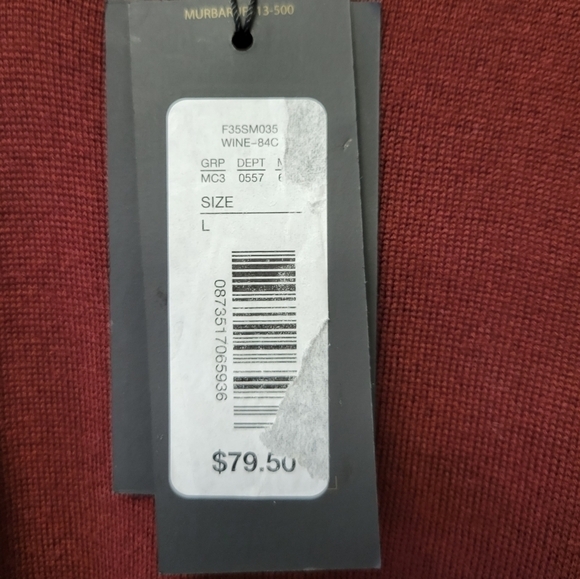 F35SM035
WINE-84C
GRP DEPT
MC3 0557
SIZE
L
0873517065936
$79.50